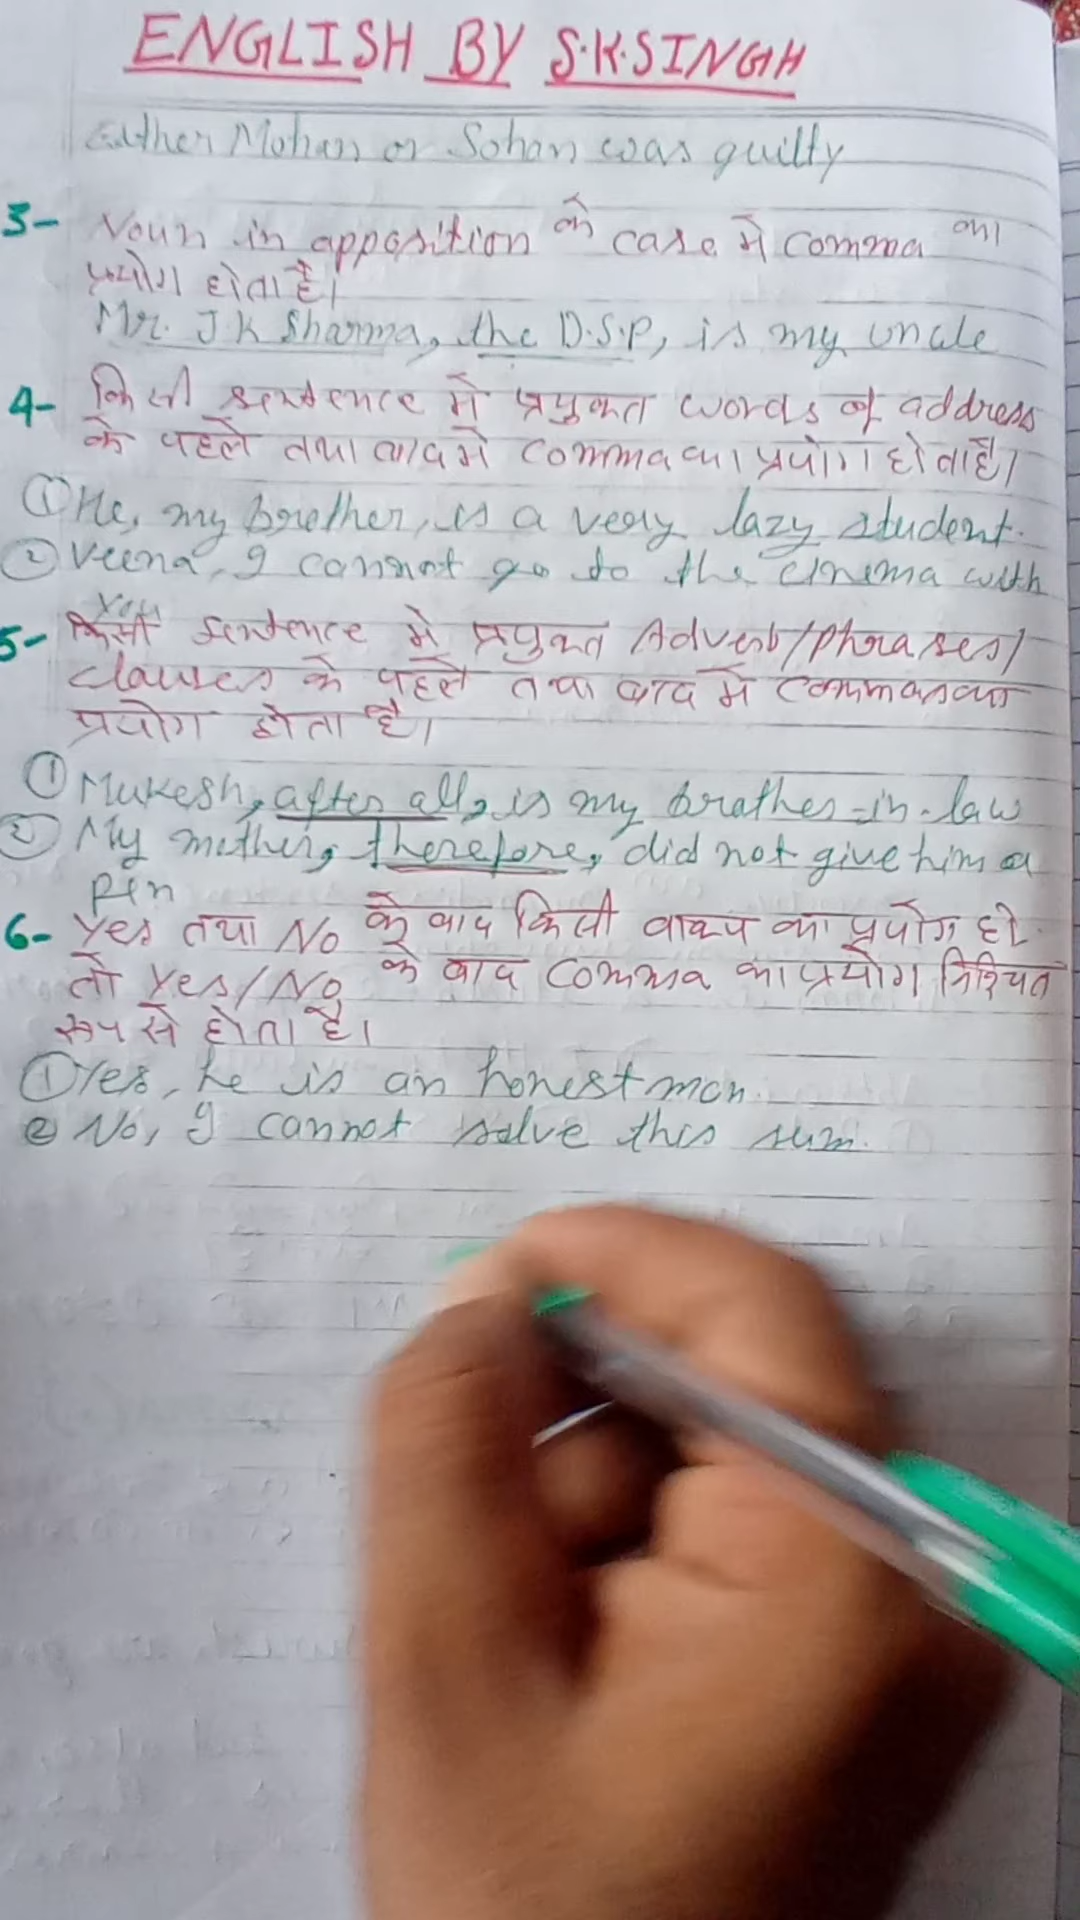 ENGLISH BY S.K.SINGH
Either Mohan or Sohan was guilty
3- Noun in apposition के case में comma का
प्रयोग होता है।
Mr. J.K Sharma, the D.S.P, is my uncle
4- किसी sentence में प्रयुक्त words of address
के पहले तथा बाद में comma का प्रयोग होता है।
① He, my brother, is a very lazy student.
② Veena, I cannot go to the cinema with
you
5- किसी sentence में प्रयुक्त Adverb/phrases/
clauses के पहले तथा बाद में commas का
प्रयोग होता है।
① Mukesh, after all, is my brother-in-law
② My mother, therefore, did not give him a
pen
6- Yes तथा No के बाद किसी वाक्य का प्रयोग हो
तो Yes/No के बाद comma का प्रयोग निश्चित
रूप से होता है।
① Yes, he is an honest man.
② No, I cannot solve this sum.